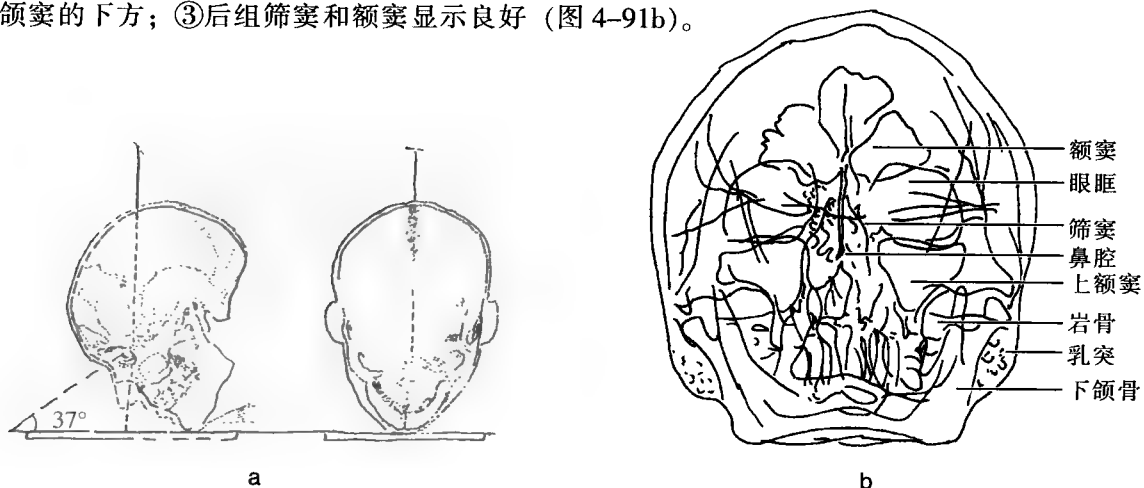 颌窦的下方；③后组筛窦和额窦显示良好（图4-91b）。
额窦
眼眶
筛窦
鼻腔
上额窦
岩骨
乳突
下颌骨
37°
a
b